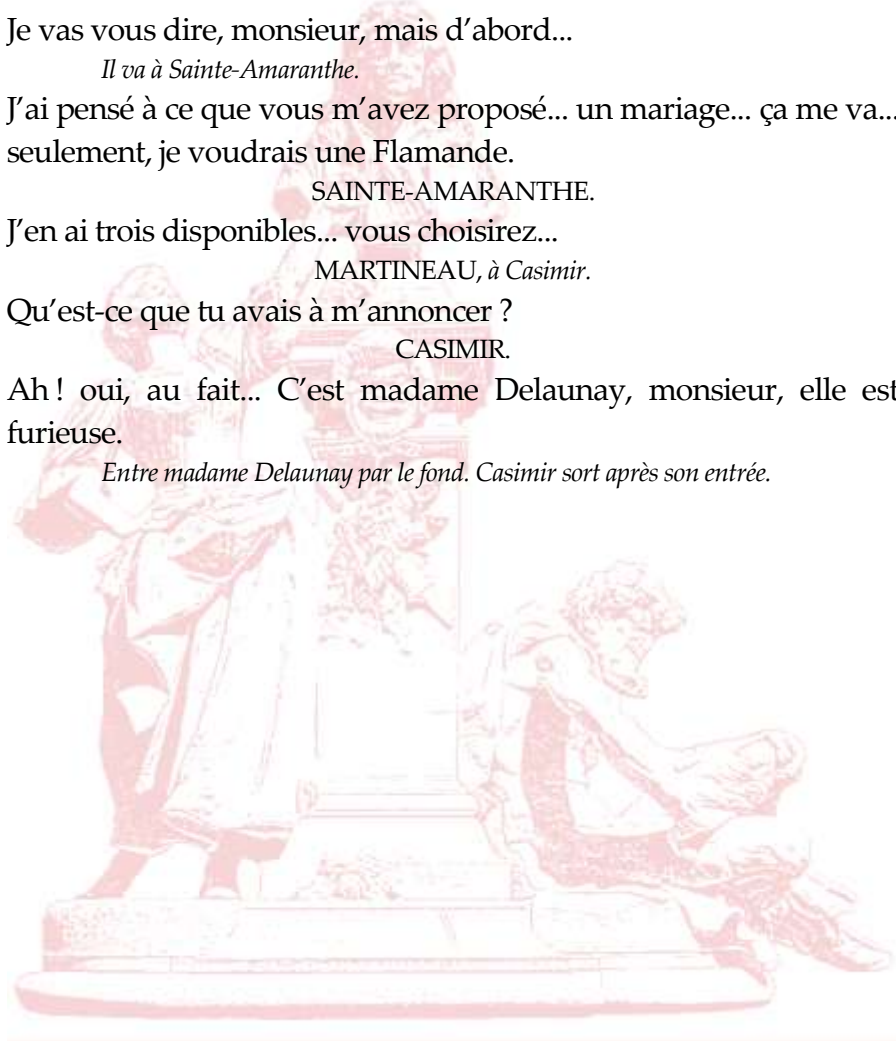 Je vas vous dire, monsieur, mais d’abord...
Il va à Sainte-Amaranthe.
J’ai pensé à ce que vous m’avez proposé... un mariage... ça me va...
seulement, je voudrais une Flamande.
SAINTE-AMARANTHE.
J’en ai trois disponibles... vous choisirez...
MARTINEAU, à Casimir.
Qu’est-ce que tu avais à m’annoncer ?
CASIMIR.
Ah ! oui, au fait... C’est madame Delaunay, monsieur, elle est
furieuse.
Entre madame Delaunay par le fond. Casimir sort après son entrée.